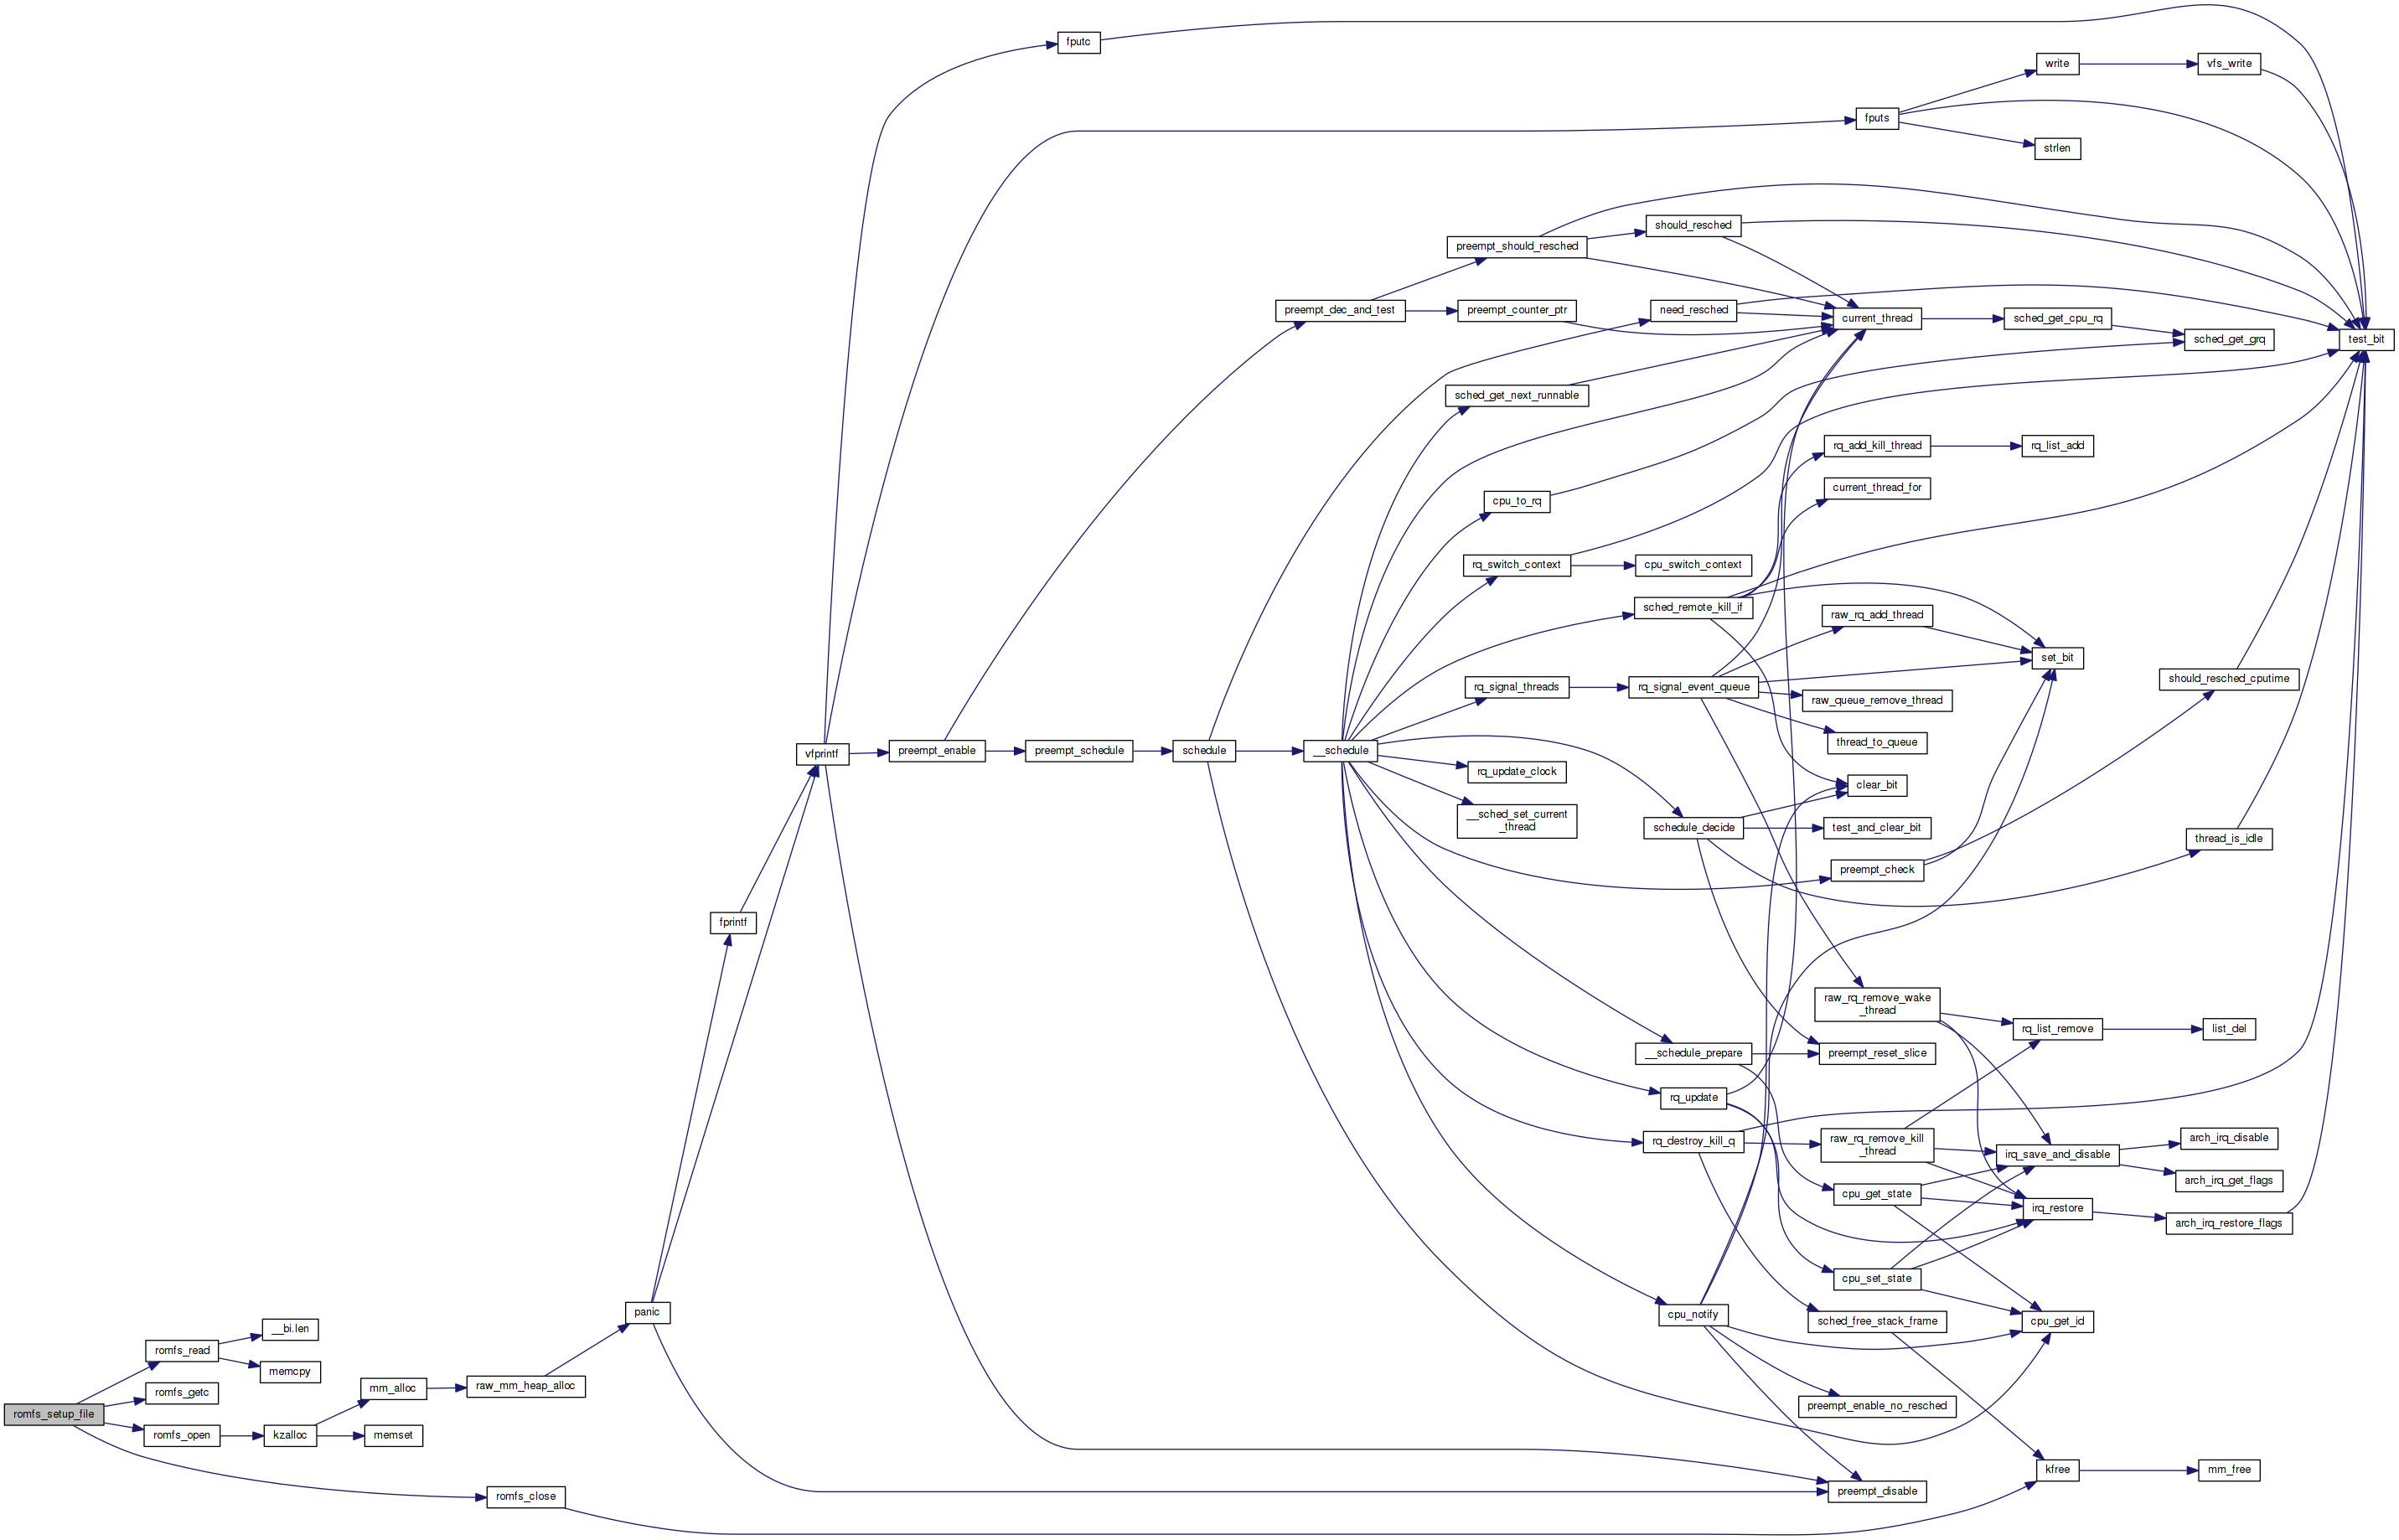 fputc
write
vfs_write
fputs
strlen
should_resched
preempt_should_resched
preempt_dec_and_test
preempt_counter_ptr
need_resched
current_thread
sched_get_cpu_rq
sched_get_grq
test_bit
sched_get_next_runnable
rq_add_kill_thread
rq_list_add
cpu_to_rq
current_thread_for
rq_switch_context
cpu_switch_context
sched_remote_kill_if
raw_rq_add_thread
set_bit
rq_signal_threads
rq_signal_event_queue
raw_queue_remove_thread
should_resched_cputime
thread_to_queue
vfprintf
preempt_enable
preempt_schedule
schedule
__schedule
rq_update_clock
clear_bit
__sched_set_current
_thread
schedule_decide
test_and_clear_bit
thread_is_idle
preempt_check
fprintf
raw_rq_remove_wake
_thread
rq_list_remove
list_del
__schedule_prepare
preempt_reset_slice
rq_update
rq_destroy_kill_q
raw_rq_remove_kill
_thread
irq_save_and_disable
arch_irq_disable
arch_irq_get_flags
cpu_get_state
irq_restore
arch_irq_restore_flags
cpu_set_state
panic
cpu_notify
sched_free_stack_frame
cpu_get_id
__bi.len
romfs_read
memcpy
romfs_getc
mm_alloc
raw_mm_heap_alloc
preempt_enable_no_resched
romfs_setup_file
romfs_open
kzalloc
memset
kfree
mm_free
romfs_close
preempt_disable